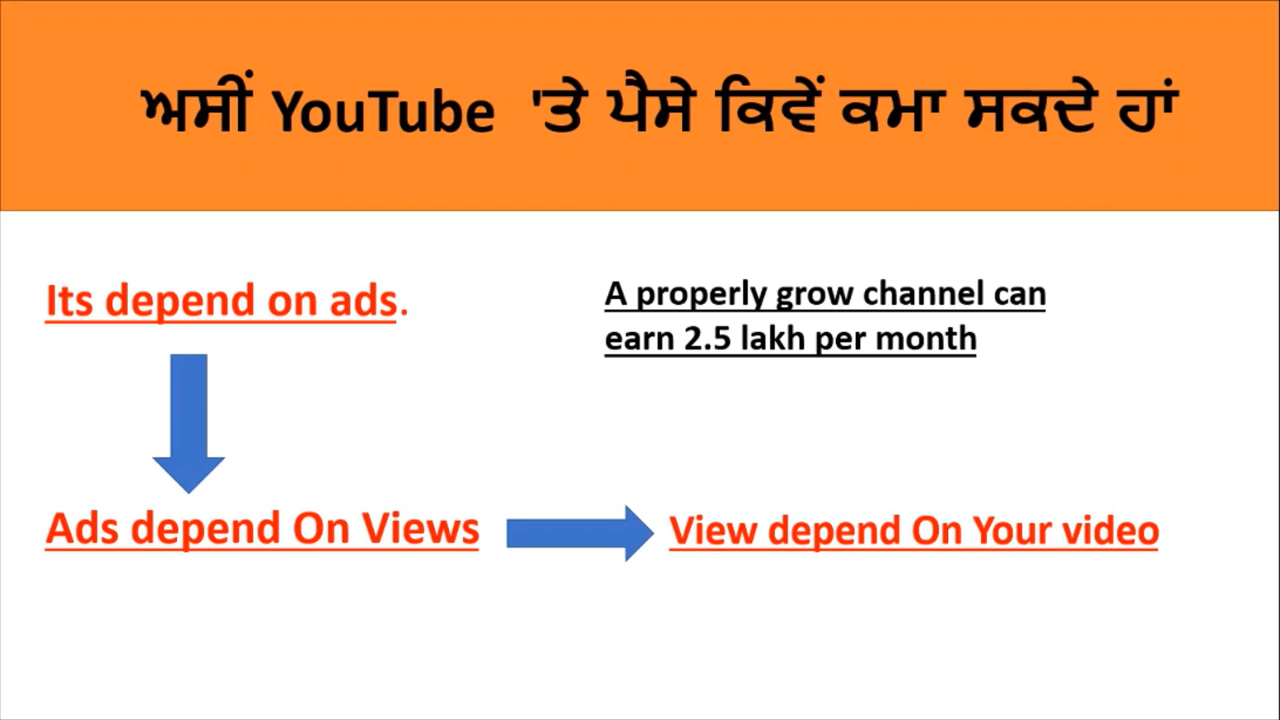 ਅਸੀਂ YouTube 'ਤੇ ਪੈਸੇ ਕਿਵੇਂ ਕਮਾ ਸਕਦੇ ਹਾਂ
Its depend on ads.
A properly grow channel can
earn 2.5 lakh per month
Ads depend On Views
View depend On Your video